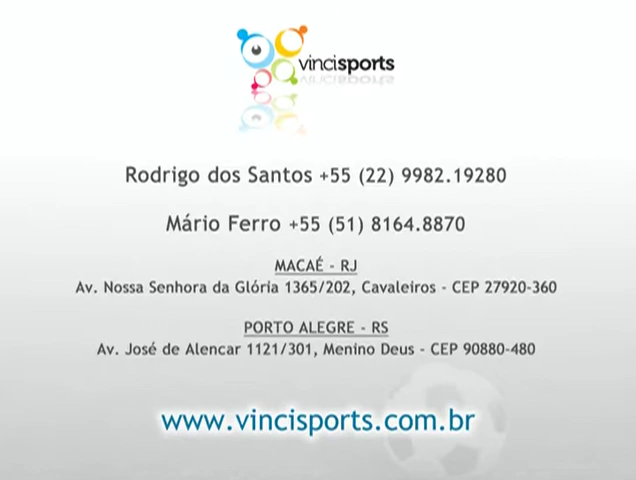 vincisports
Rodrigo dos Santos +55 (22) 9982.19280
Mário Ferro +55 (51) 8164.8870
MACAÉ - RJ
Av. Nossa Senhora da Glória 1365/202, Cavaleiros - CEP 27920-360
PORTO ALEGRE - RS
Av. José de Alencar 1121/301, Menino Deus - CEP 90880-480
www.vincisports.com.br